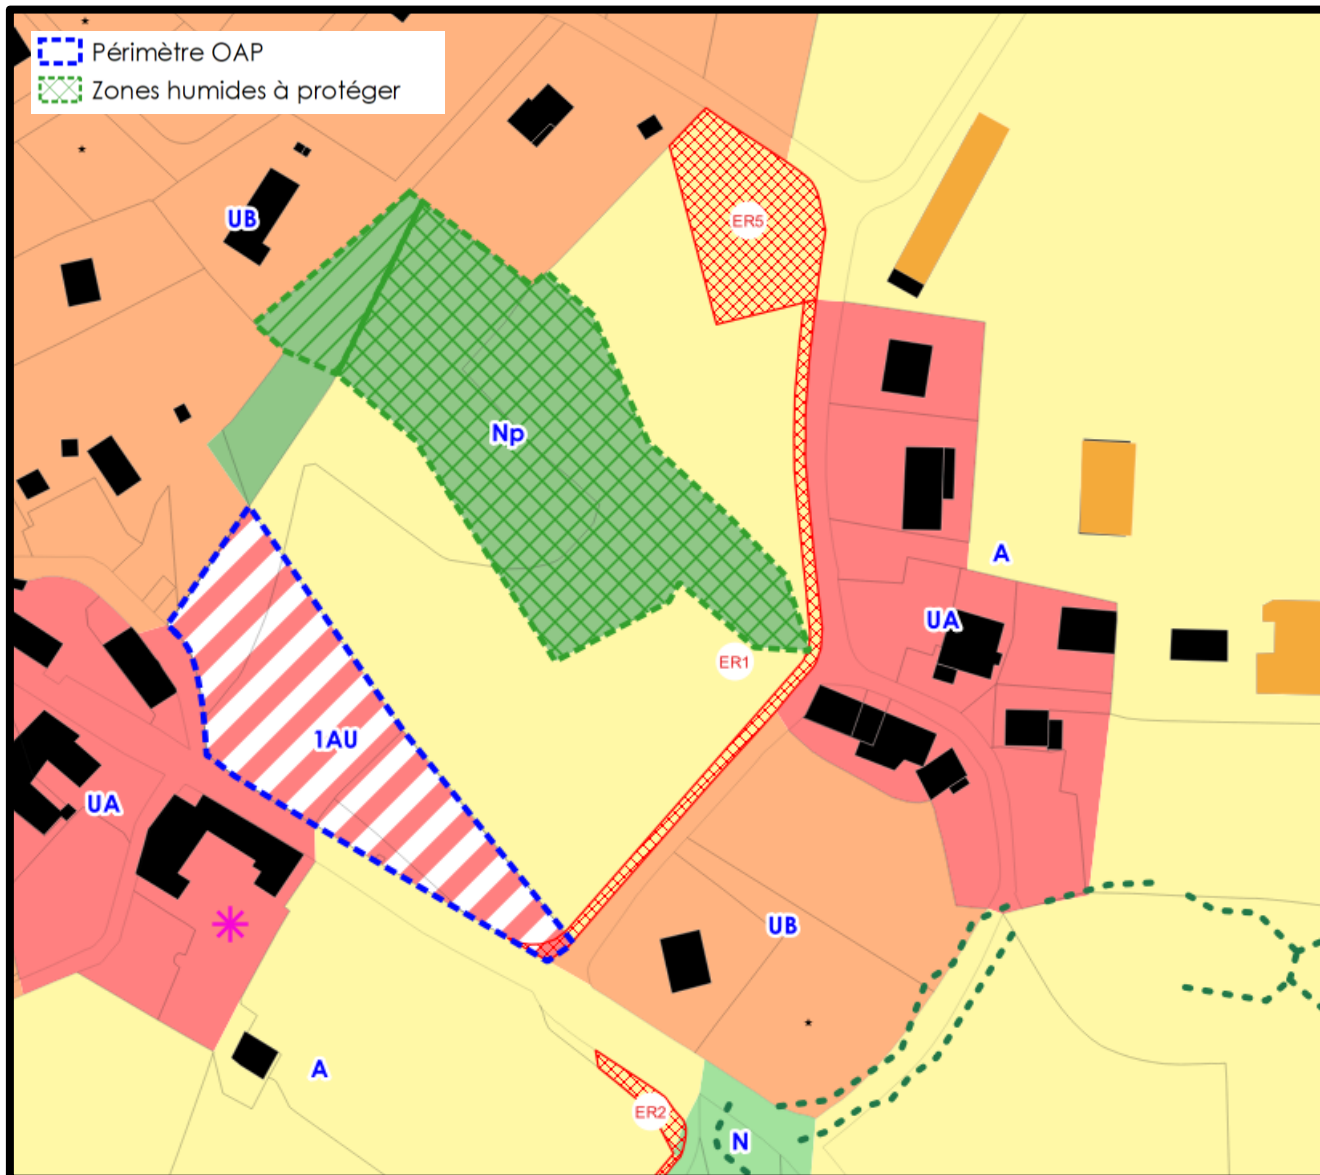 Périmètre OAP
Zones humides à protéger
UB
ER5
Np
A
UA
ER1
1AU
UA
UB
A
ER2
N